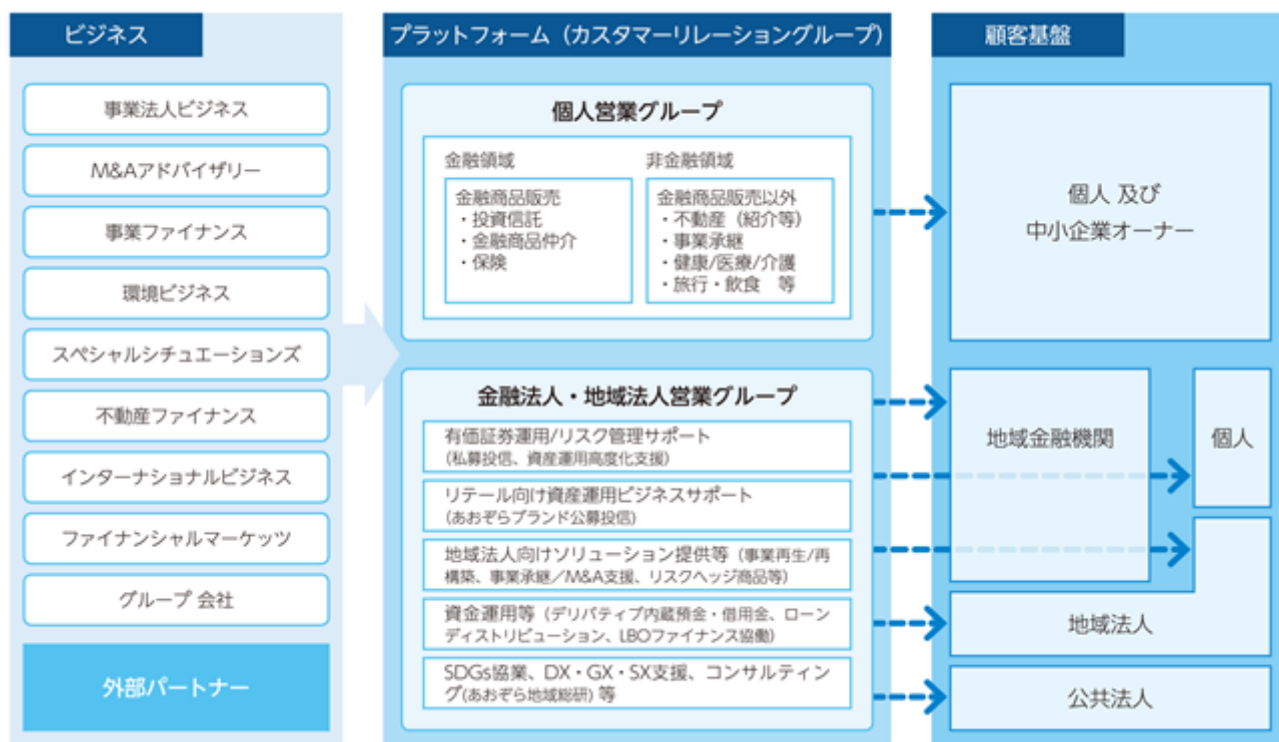 ビジネス
事業法人ビジネス
M&Aアドバイザリー
事業ファイナンス
環境ビジネス
スペシャルシチュエーションズ
不動産ファイナンス
インターナショナルビジネス
ファイナンシャルマーケッツ
グループ 会社
外部パートナー
プラットフォーム（カスタマーリレーショングループ）
個人営業グループ
金融領域
金融商品販売
・投資信託
・金融商品仲介
・保険
非金融領域
金融商品販売以外
・不動産（紹介等）
・事業承継
・健康/医療/介護
・旅行・飲食　等
金融法人・地域法人営業グループ
有価証券運用/リスク管理サポート
（私募投信、資産運用高度化支援）
リテール向け資産運用ビジネスサポート
（あおぞらブランド公募投信）
地域法人向けソリューション提供等（事業再生/再
構築、事業承継／M&A支援、リスクヘッジ商品等）
資金運用等（デリバティブ内蔵預金・借用金、ローン
ディストリビューション、LBOファイナンス協働）
SDGs協業、DX・GX・SX支援、コンサルティン
グ(あおぞら地域総研) 等
顧客基盤
個人 及び
中小企業オーナー
地域金融機関
個人
地域法人
公共法人